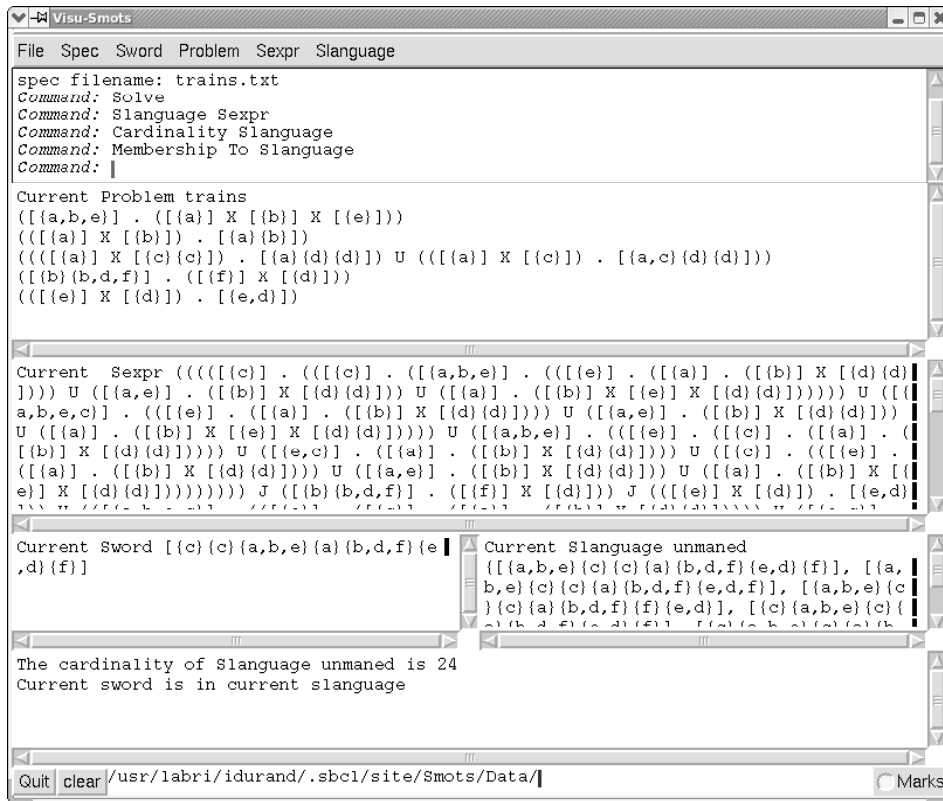 Visu-Smots
File Spec Sword Problem Sexpr Slanguage
spec filename: trains.txt
Command: Solve
Command: Slanguage Sexpr
Command: Cardinality Slanguage
Command: Membership To Slanguage
Command:
Current Problem trains
([{a,b,e}] . ([{a}] X [{b}] X [{e}]))
(([{a}] X [{b}]) . [{a}{b}])
((([{a}] X [{c}{c}]) . [{a}{d}{d}]) U (([{a}] X [{c}]) . [{a,c}{d}{d}]))
([{b}{b,d,f}] . ([{f}] X [{d}]))
(([{e}] X [{d}]) . [{e,d}])
Current  Sexpr ((((([{c}] . (([{c}] . ([{a,b,e}] . (([{e}] . ([{a}] . ([{b}] X [{d}{d}
]))) U ([{a,e}] . ([{b}] X [{d}{d}])) U ([{a}] . ([{b}] X [{e}] X [{d}{d}]))))) U ([{
a,b,e,c}] . (([{e}] . ([{a}] . ([{b}] X [{d}{d}]))) U ([{a,e}] . ([{b}] X [{d}{d}]))
U ([{a}] . ([{b}] X [{e}] X [{d}{d}])))) U ([{a,b,e}] . (([{e}] . ([{c}] . ([{a}] . (
[{b}] X [{d}{d}])))) U ([{e,c}] . ([{a}] . ([{b}] X [{d}{d}]))) U ([{c}] . (([{e}] .
([{a}] . ([{b}] X [{d}{d}]))) U ([{a,e}] . ([{b}] X [{d}{d}])) U ([{a}] . ([{b}] X [{
e}] X [{d}{d}])))))))) J ([{b}{b,d,f}] . ([{f}] X [{d}])) J (([{e}] X [{d}]) . [{e,d}
Current Sword [{c}{c}{a,b,e}{a}{b,d,f}{e
,d}{f}]
Current Slanguage unmaned
{[{a,b,e}{c}{c}{a}{b,d,f}{e,d}{f}], [{a,
b,e}{c}{c}{a}{b,d,f}{e,d,f}], [{a,b,e}{c
}{c}{a}{b,d,f}{f}{e,d}], [{c}{a,b,e}{c}{
The cardinality of Slanguage unmaned is 24
Current sword is in current slanguage
Quit clear /usr/labri/idurand/.sbcl/site/Smots/Data/ Marks